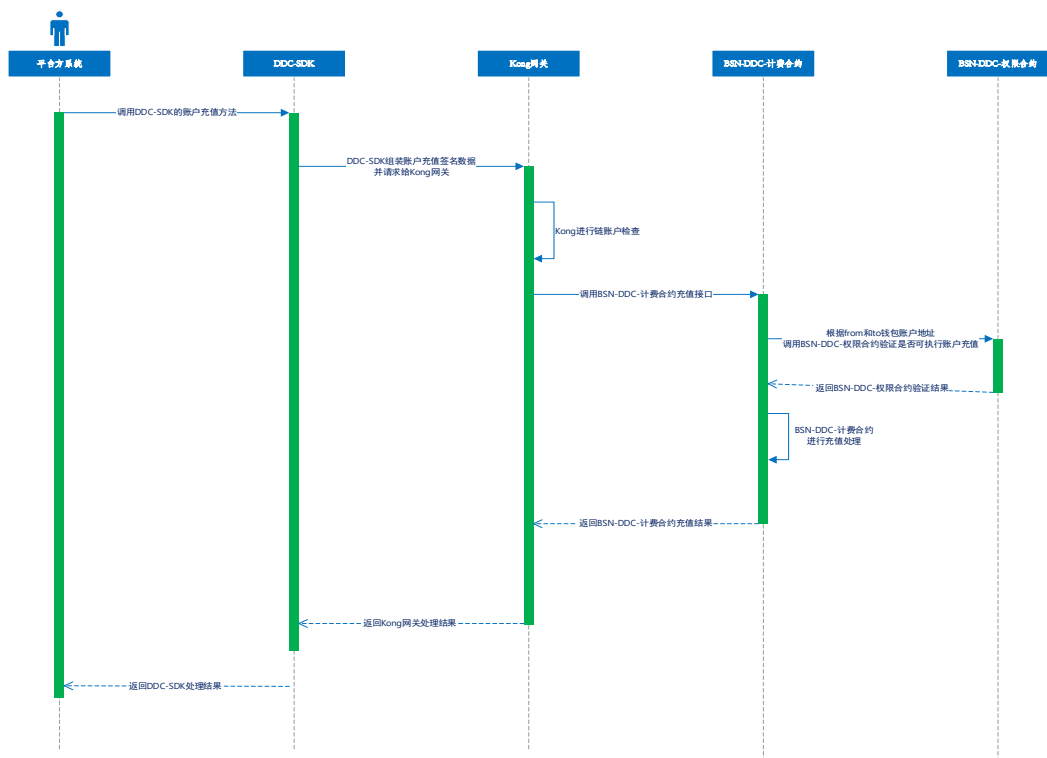 平台方系统
DDC-SDK
Kong网关
BSN-DDC-计费合约
BSN-DDC-权限合约
调用DDC-SDK的账户充值方法
DDC-SDK组装账户充值签名数据
并请求给Kong网关
Kong进行链账户检查
调用BSN-DDC-计费合约充值接口
根据from和to钱包账户地址
调用BSN-DDC-权限合约验证是否可执行账户充值
返回BSN-DDC-权限合约验证结果
BSN-DDC-计费合约
进行充值处理
返回BSN-DDC-计费合约充值结果
返回Kong网关处理结果
返回DDC-SDK处理结果